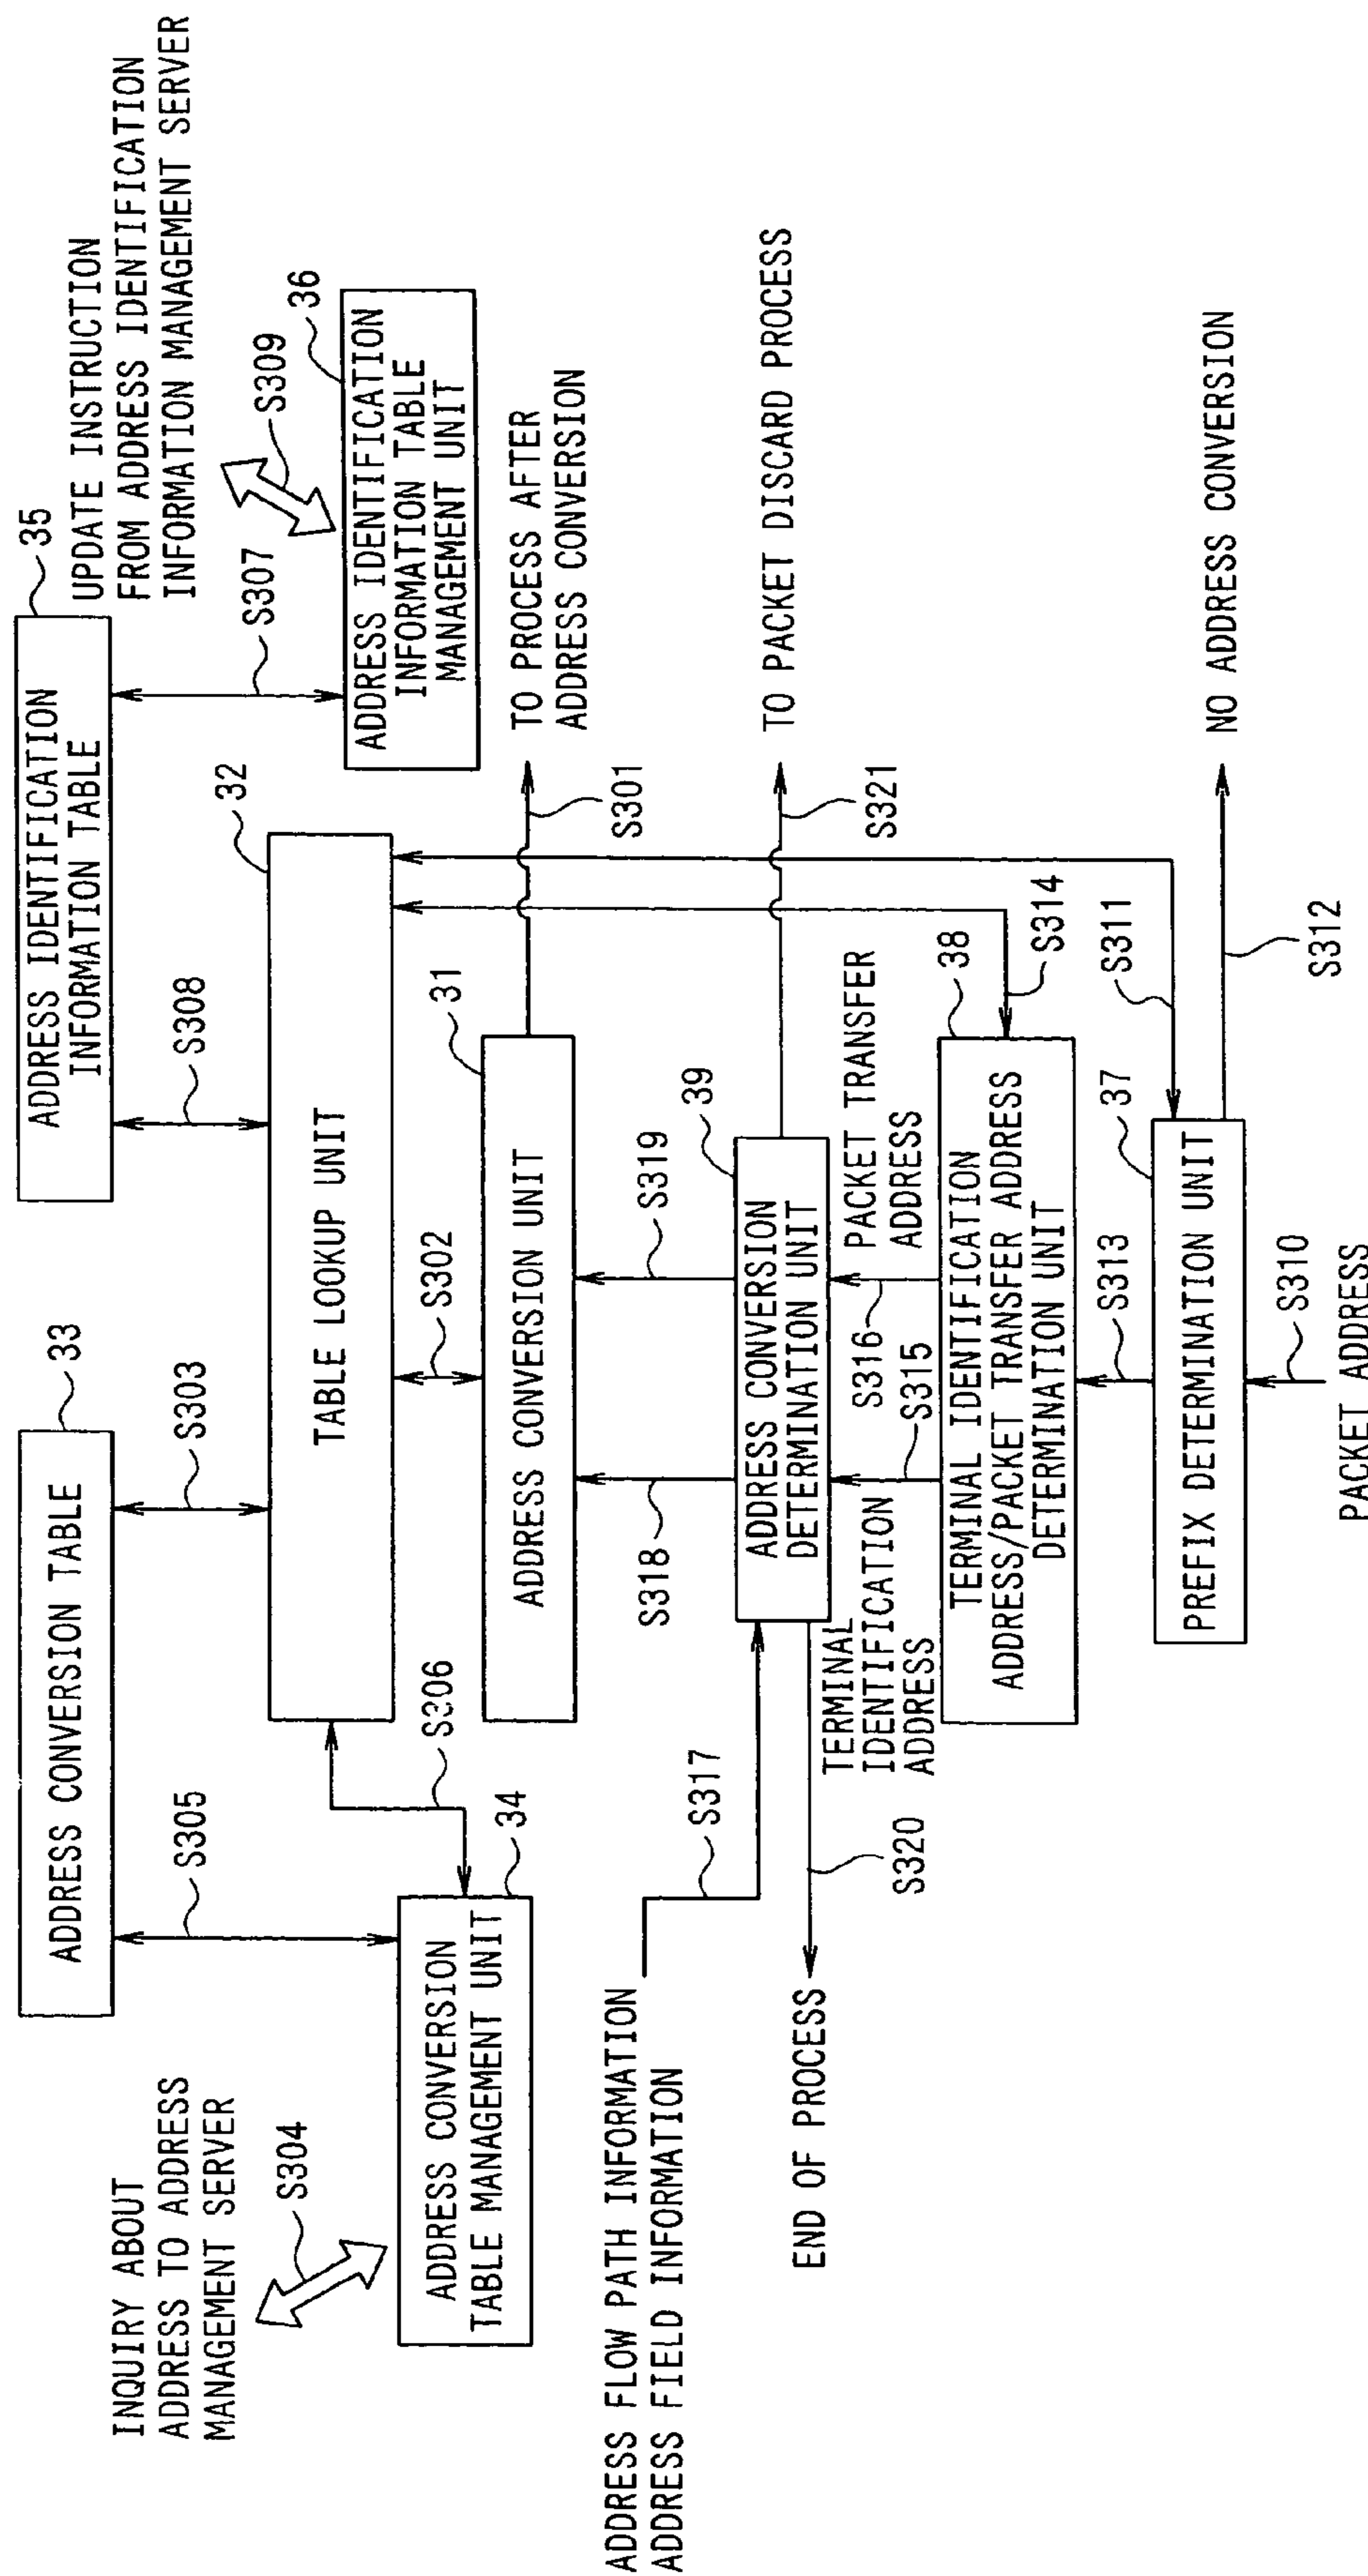 INQUIRY ABOUT
ADDRESS TO ADDRESS
MANAGEMENT SERVER
S304
ADDRESS CONVERSION
TABLE MANAGEMENT UNIT
34
S305
S306
ADDRESS CONVERSION TABLE
33
S303
TABLE LOOKUP UNIT
32
S308
ADDRESS IDENTIFICATION
INFORMATION TABLE
35
UPDATE INSTRUCTION
FROM ADDRESS IDENTIFICATION
INFORMATION MANAGEMENT SERVER
S307
S309
36
ADDRESS IDENTIFICATION
INFORMATION TABLE
MANAGEMENT UNIT
S302
ADDRESS CONVERSION UNIT
31
TO PROCESS AFTER
ADDRESS CONVERSION
S301
ADDRESS FLOW PATH INFORMATION
ADDRESS FIELD INFORMATION
S317
S318
S319
ADDRESS CONVERSION
DETERMINATION UNIT
39
TO PACKET DISCARD PROCESS
S321
END OF PROCESS
S320
TERMINAL
IDENTIFICATION
ADDRESS
S315
S316
PACKET TRANSFER
ADDRESS
TERMINAL IDENTIFICATION
ADDRESS/PACKET TRANSFER ADDRESS
DETERMINATION UNIT
38
S314
S311
S313
PREFIX DETERMINATION UNIT
37
NO ADDRESS CONVERSION
S312
S310
PACKET ADDRESS